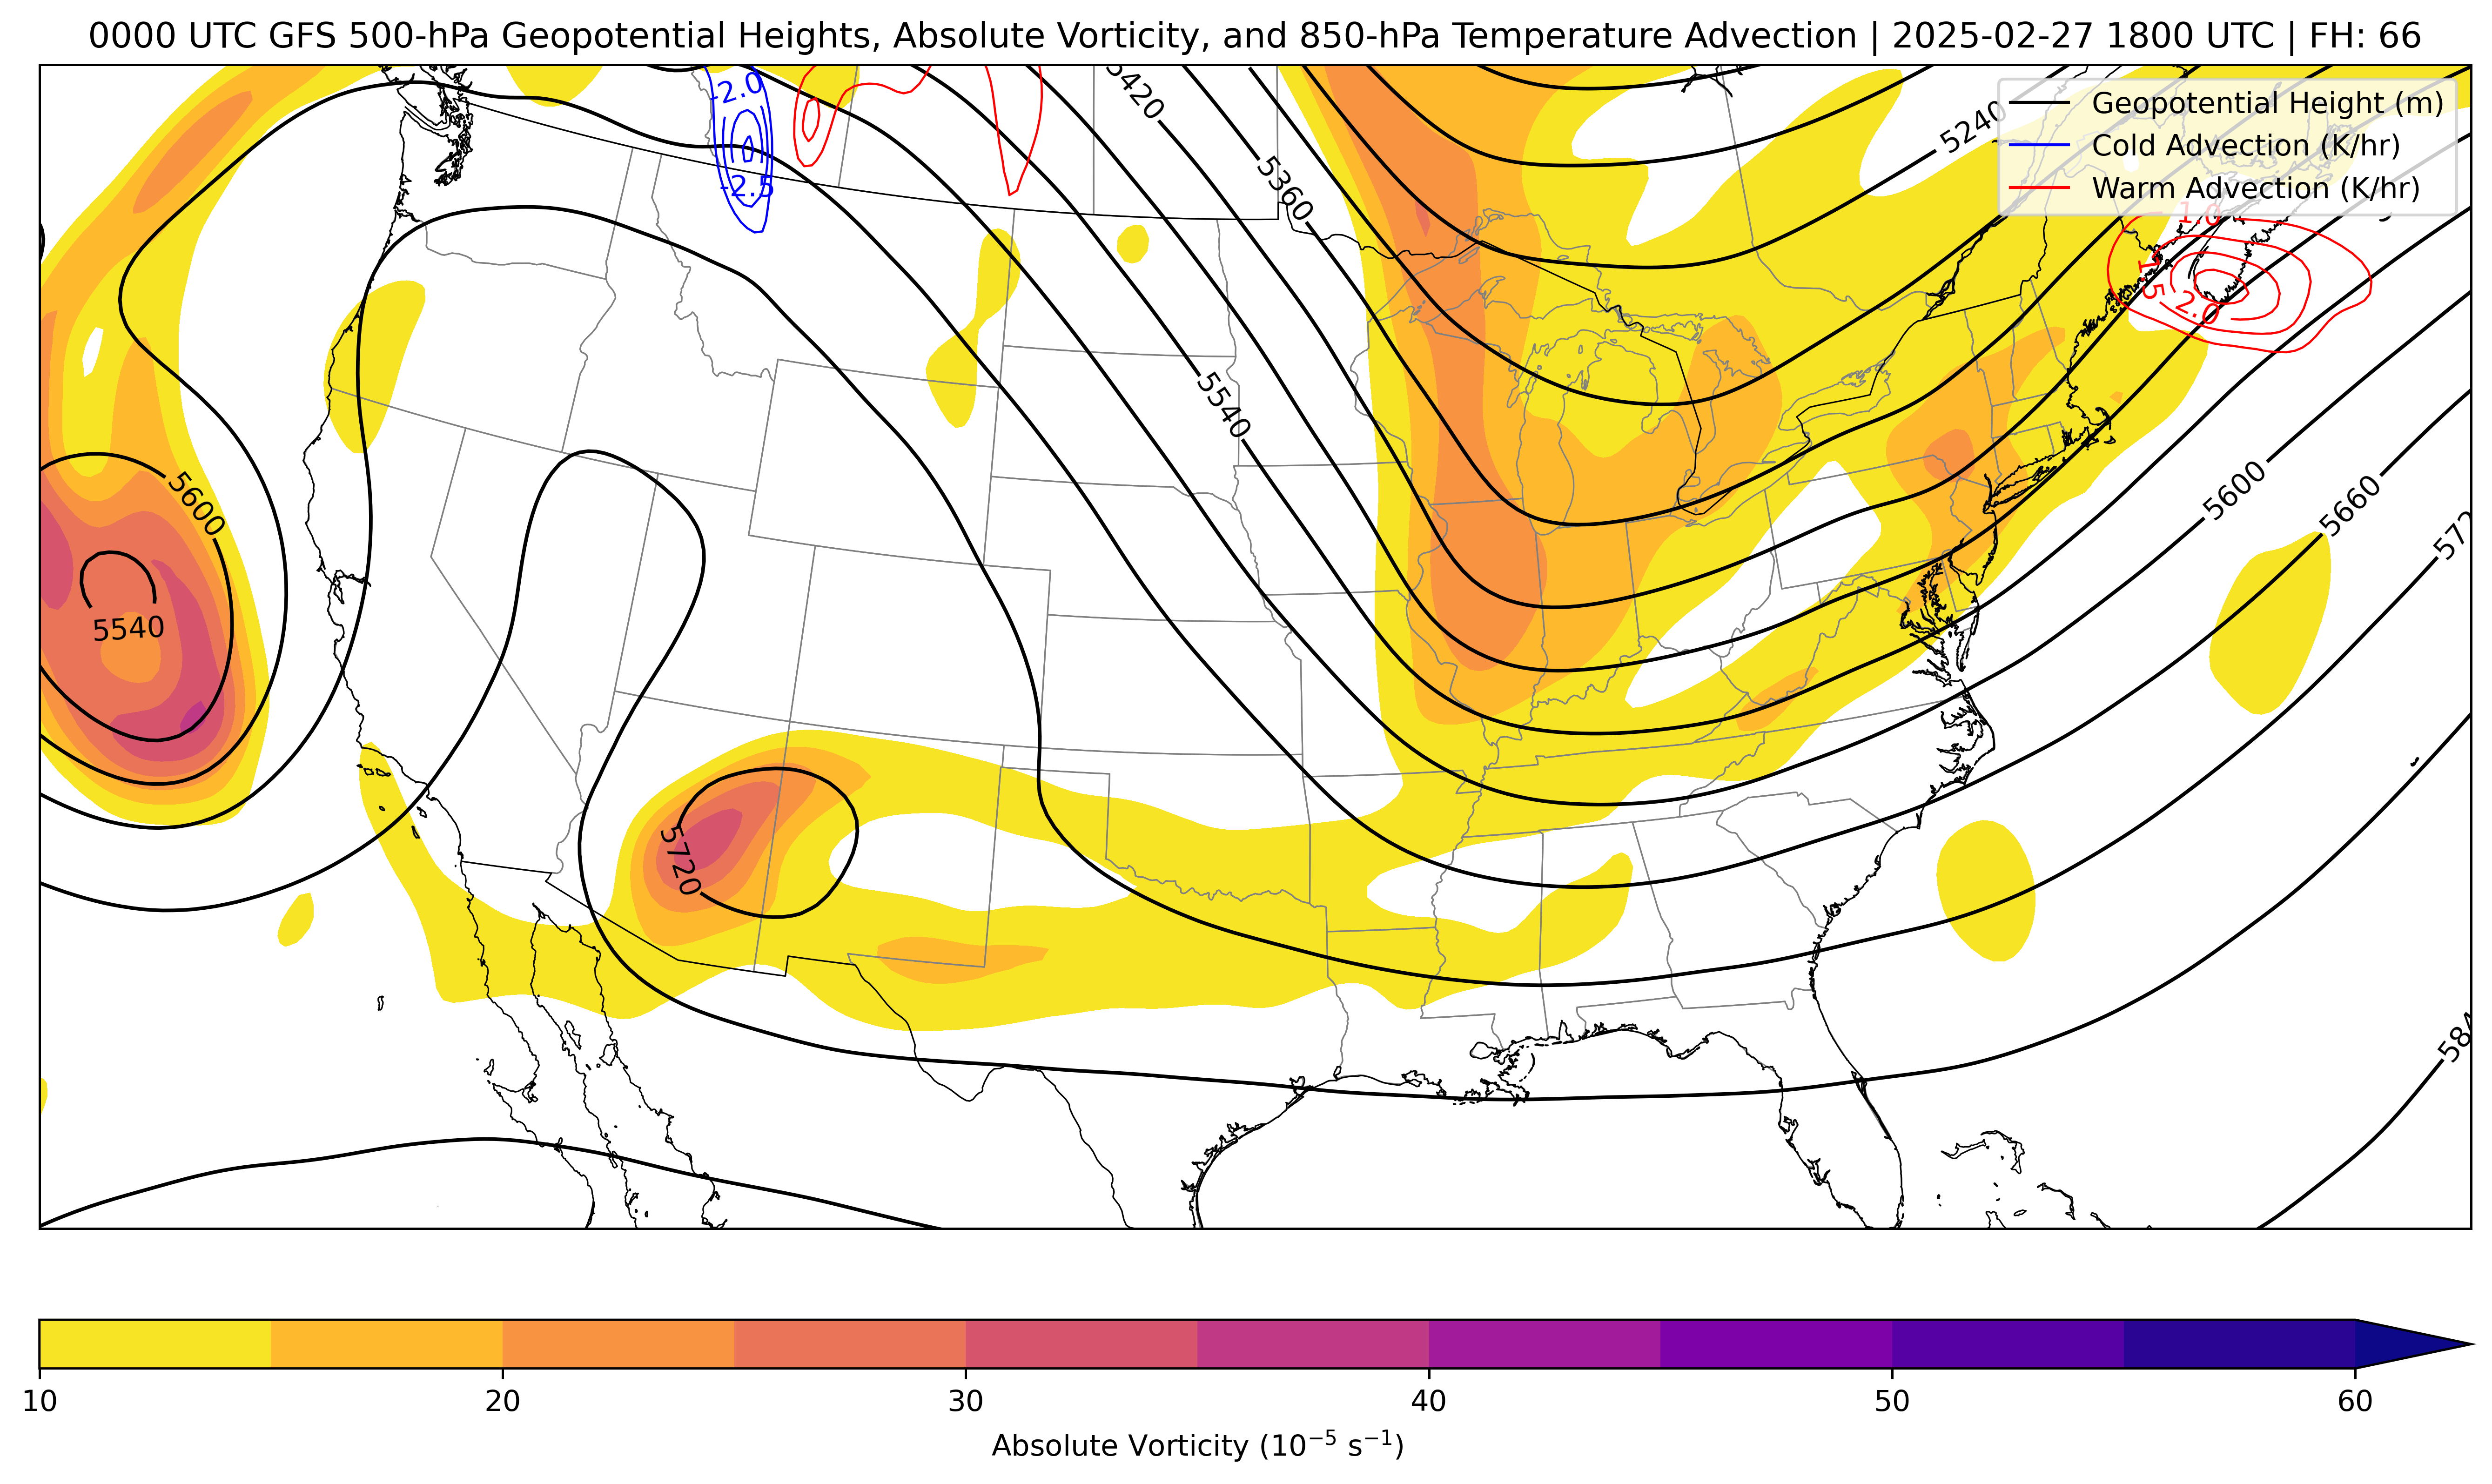 0000 UTC GFS 500-hPa Geopotential Heights, Absolute Vorticity, and 850-hPa Temperature Advection | 2025-02-27 1800 UTC | FH: 66
Geopotential Height (m)
Cold Advection (K/hr)
Warm Advection (K/hr)
-2.0
-2.5
5420
5360
5240
1.0
1.5
2.0
5540
5600
5540
5600
5660
5720
10 20 30 40 50 60
Absolute Vorticity (10⁻⁵ s⁻¹)